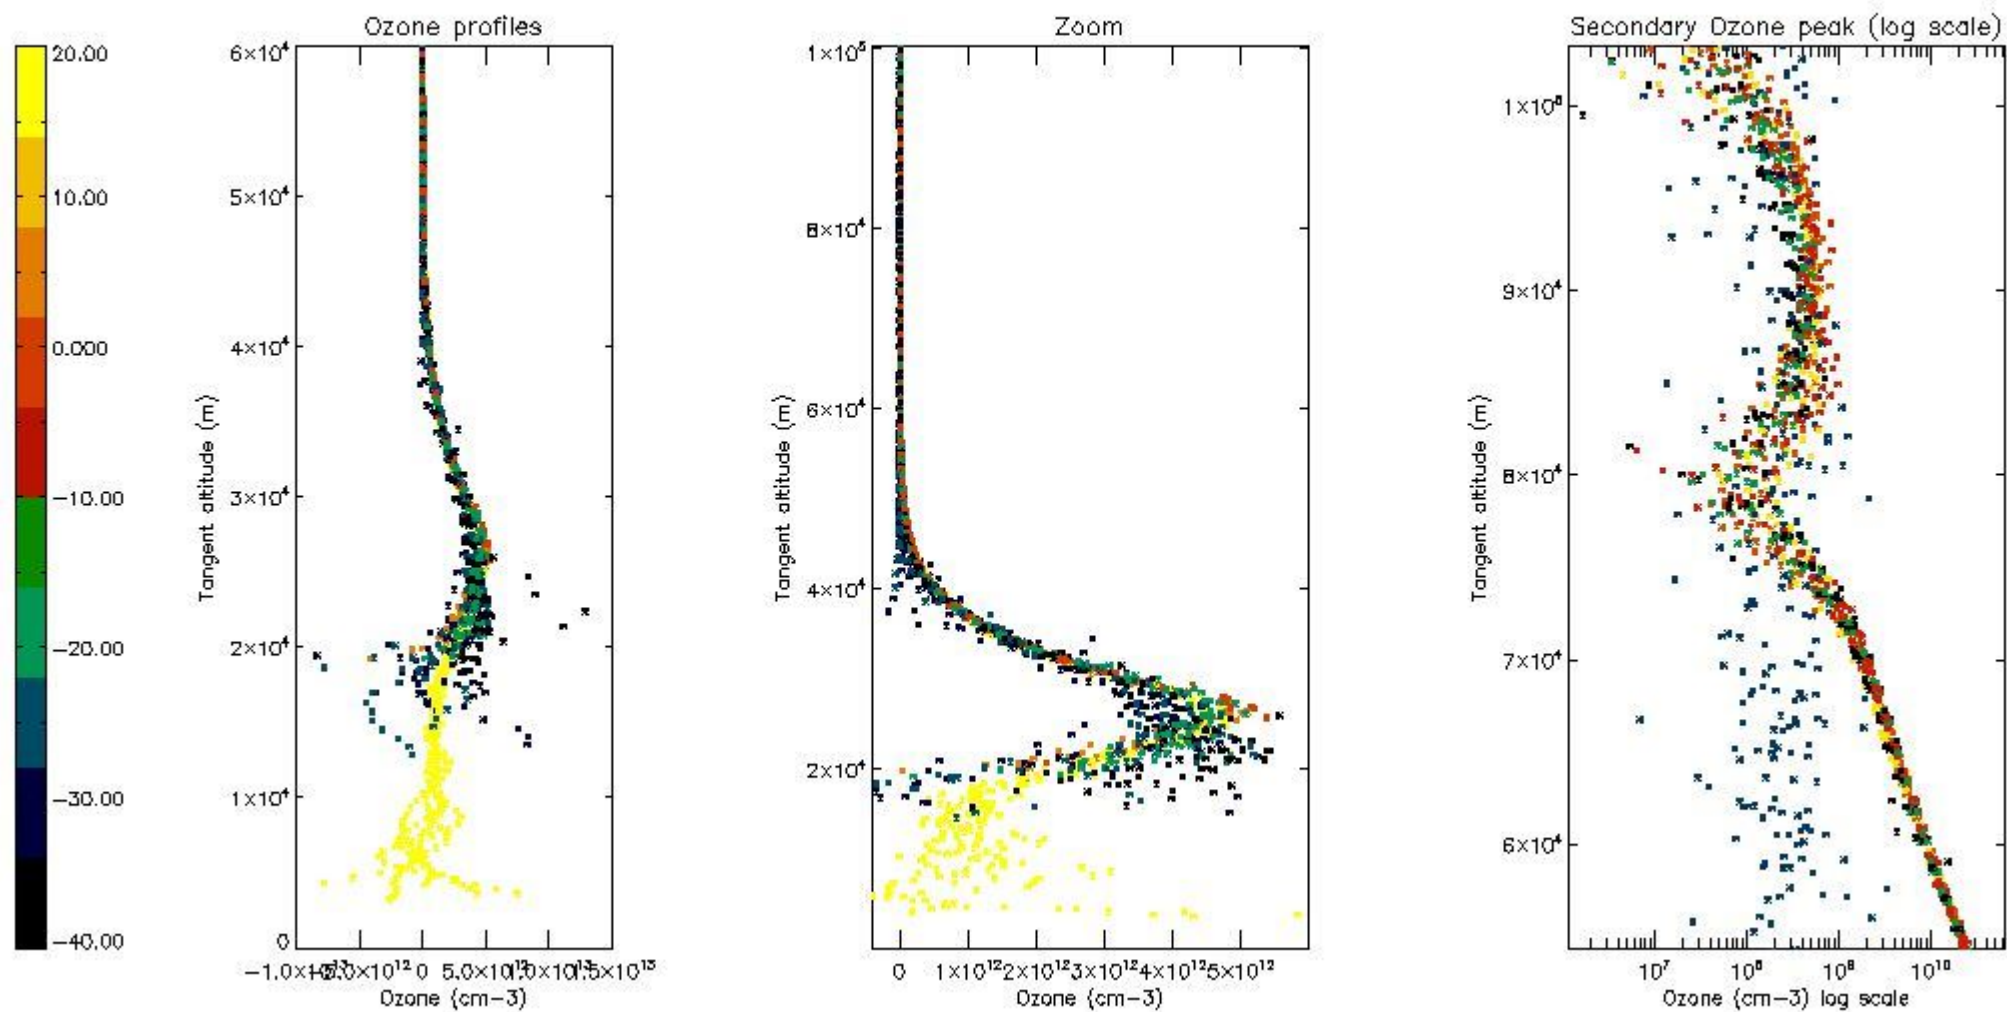 Ozone profiles
Zoom
Secondary Ozone peak (log scale)
20.00
10.00
0.000
−10.00
−20.00
−30.00
−40.00
6×10⁴
5×10⁴
4×10⁴
3×10⁴
2×10⁴
1×10⁴
0
Tangent altitude (m)
0
Ozone (cm−3)
1×10⁵
8×10⁴
6×10⁴
4×10⁴
2×10⁴
Tangent altitude (m)
0 1×10¹² 2×10¹² 3×10¹² 4×10¹² 5×10¹²
Ozone (cm−3)
9×10⁴
8×10⁴
7×10⁴
6×10⁴
Tangent altitude (m)
10⁷ 10⁸ 10⁹ 10¹⁰
Ozone (cm−3) log scale